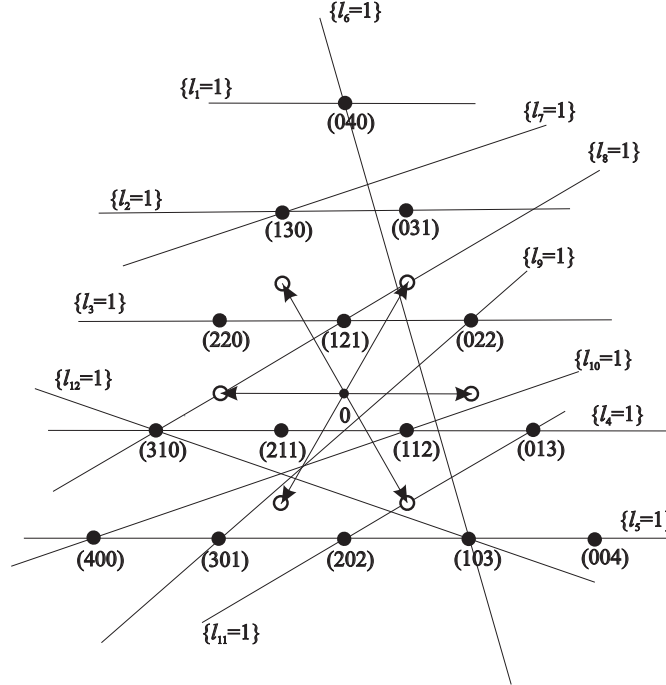 {l₆=1}
{l₁=1}
(040)
{l₇=1}
{l₈=1}
{l₂=1}
(130) (031)
{l₉=1}
{l₃=1}
(220) (121) (022)
{l₁₀=1}
{l₁₂=1}
0
{l₄=1}
(310) (211) (112) (013)
{l₅=1}
(400) (301) (202) (103) (004)
{l₁₁=1}